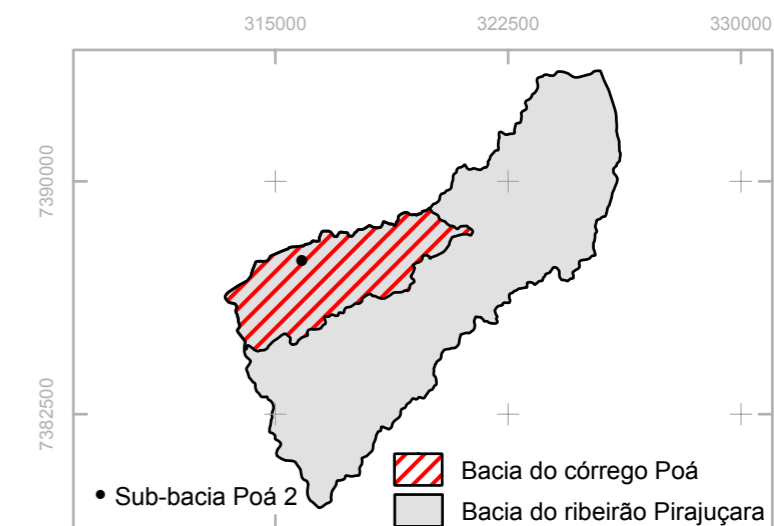 315000 322500 330000
7390000
7382500
Bacia do córrego Poá
• Sub-bacia Poá 2
Bacia do ribeirão Pirajuçara